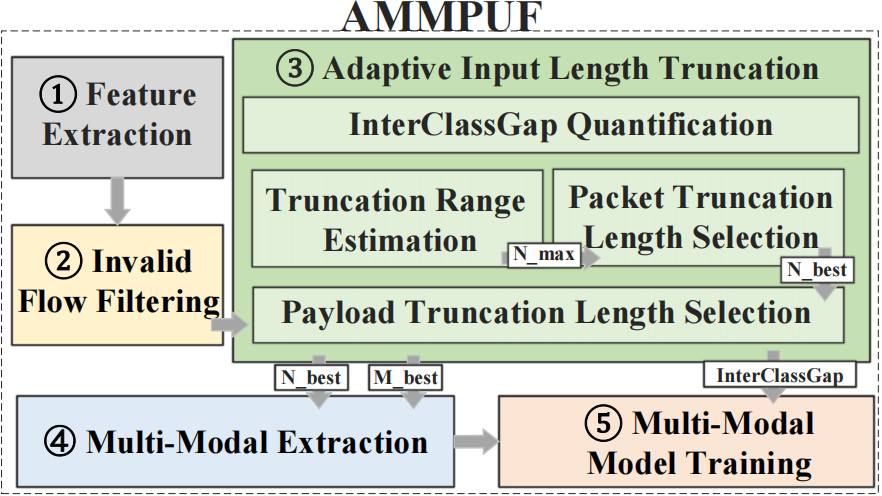 AMMPUF
① Feature
Extraction
② Invalid
Flow Filtering
③ Adaptive Input Length Truncation
InterClassGap Quantification
Truncation Range
Estimation
N_max
Packet Truncation
Length Selection
N_best
Payload Truncation Length Selection
N_best
M_best
InterClassGap
④ Multi-Modal Extraction
⑤ Multi-Modal
Model Training